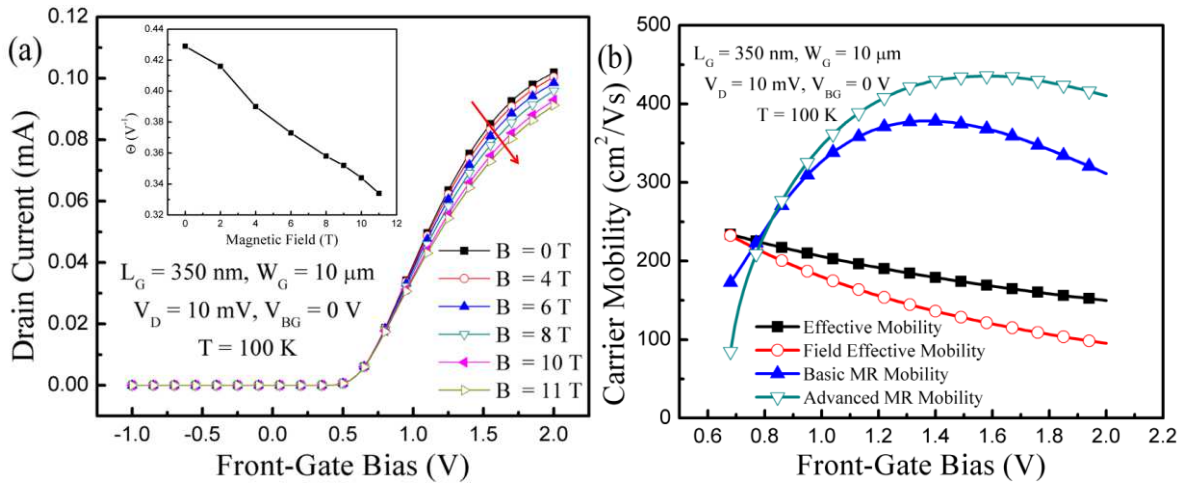 (a)
0.12
0.10
0.08
0.06
0.04
0.02
0.00
Drain Current (mA)
0.44
0.42
0.40
0.38
0.36
0.34
0.32
Θ (V⁻¹)
0 2 4 6 8 10 12
Magnetic Field (T)
L_G = 350 nm, W_G = 10 μm
V_D = 10 mV, V_BG = 0 V
T = 100 K
B = 0 T
B = 4 T
B = 6 T
B = 8 T
B = 10 T
B = 11 T
-1.0 -0.5 0.0 0.5 1.0 1.5 2.0
Front-Gate Bias (V)
(b)
500
400
300
200
100
0
Carrier Mobility (cm²/Vs)
L_G = 350 nm, W_G = 10 μm
V_D = 10 mV, V_BG = 0 V
T = 100 K
Effective Mobility
Field Effective Mobility
Basic MR Mobility
Advanced MR Mobility
0.6 0.8 1.0 1.2 1.4 1.6 1.8 2.0 2.2
Front-Gate Bias (V)